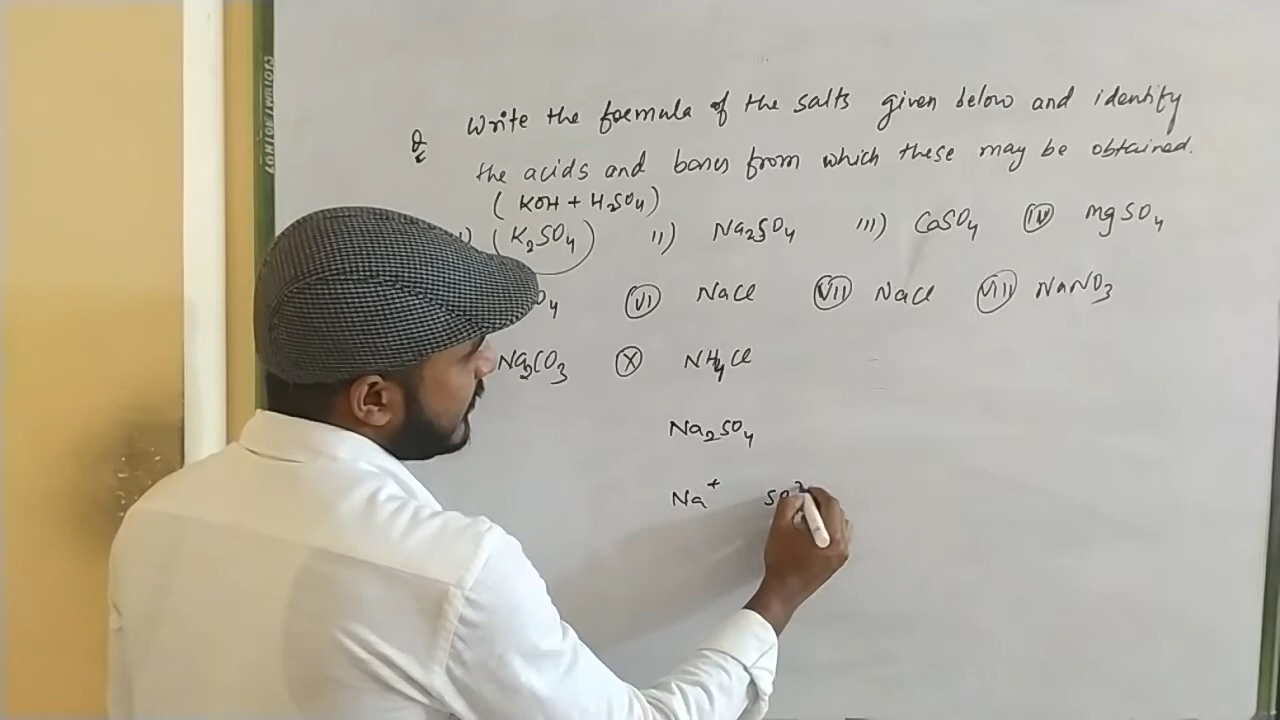 Q Write the formula of the salts given below and identify
the acids and bases from which these may be obtained.
( KOH + H2SO4 )
i) ( K2SO4 ) ii) Na2SO4 iii) CaSO4 (iv) MgSO4
O4 (VI) NaCl (VII) NaCl (VIII) NaNO3
Na2CO3 (X) NH4Cl
Na2SO4
Na+ SO